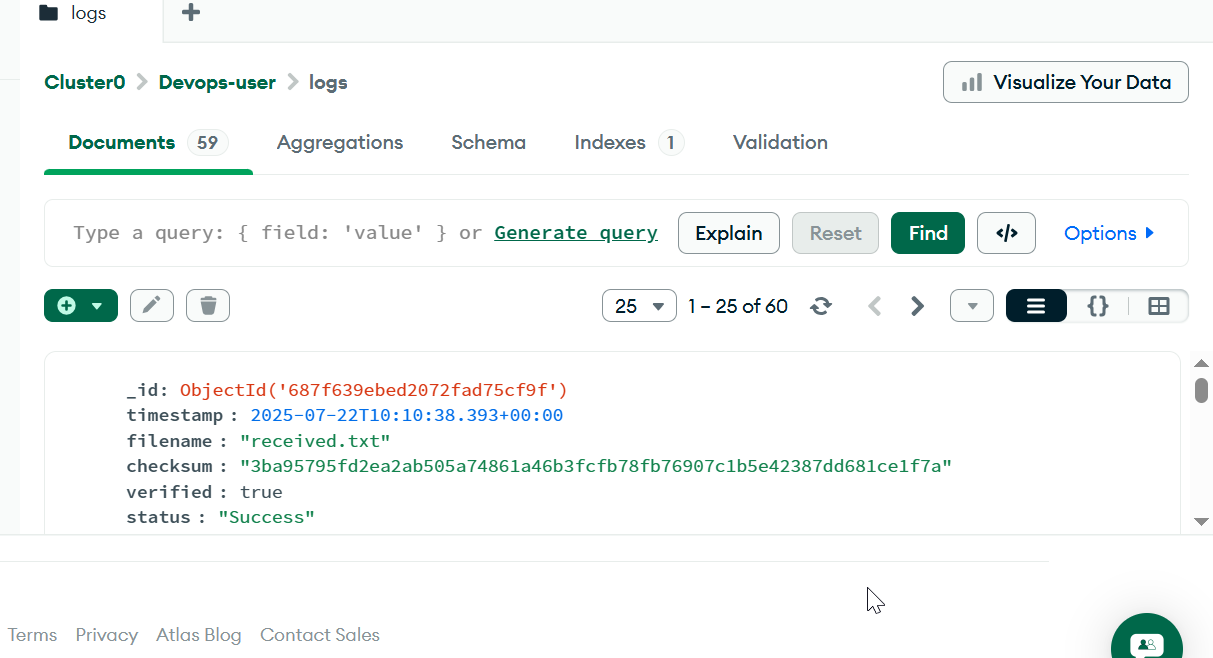 logs
Cluster0 > Devops-user > logs
Visualize Your Data
Documents 59 Aggregations Schema Indexes 1 Validation
Type a query: { field: 'value' } or Generate query Explain Reset Find </> Options
25 1 – 25 of 60 {}
_id: ObjectId('687f639ebed2072fad75cf9f')
timestamp : 2025-07-22T10:10:38.393+00:00
filename : "received.txt"
checksum : "3ba95795fd2ea2ab505a74861a46b3fcfb78fb76907c1b5e42387dd681ce1f7a"
verified : true
status : "Success"
Terms Privacy Atlas Blog Contact Sales